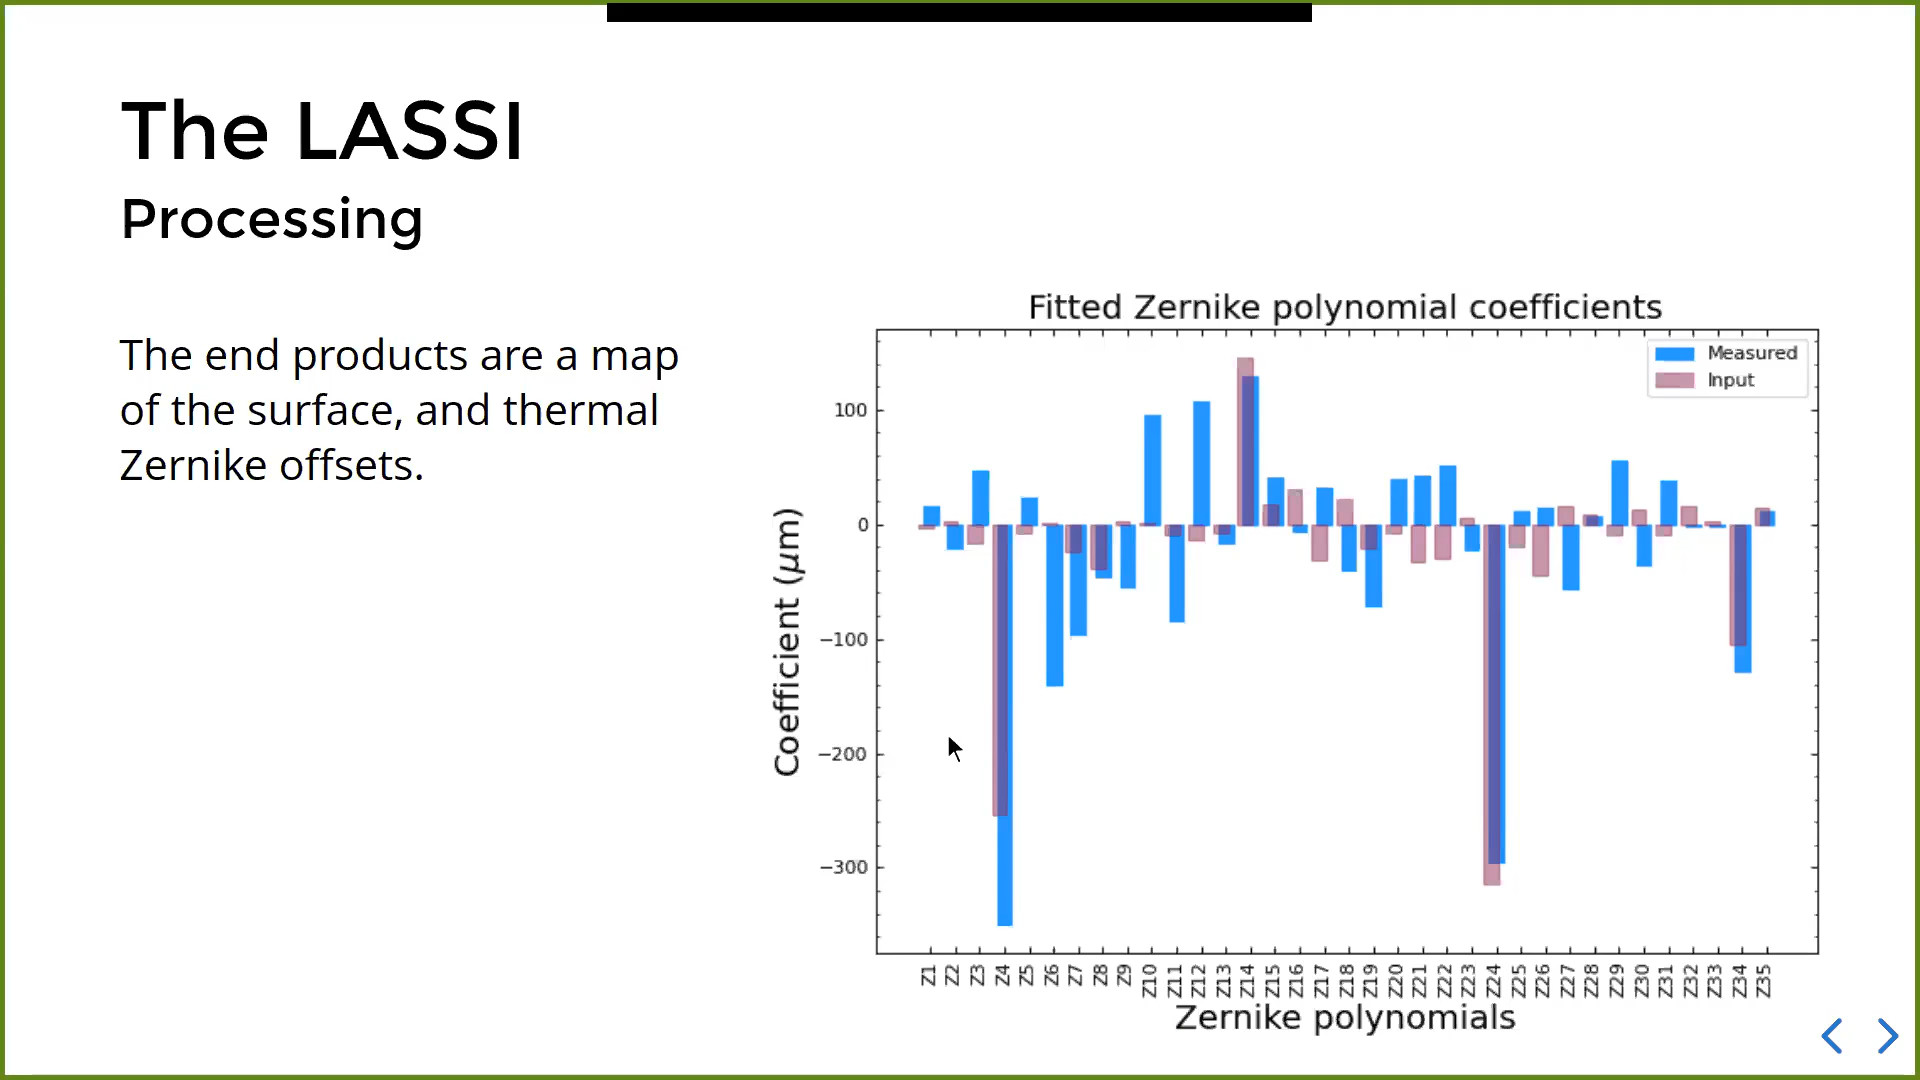 The LASSI
Processing
The end products are a map
of the surface, and thermal
Zernike offsets.
Fitted Zernike polynomial coefficients
Measured
Input
Coefficient (μm)
100
0
−100
−200
−300
Z1 Z2 Z3 Z4 Z5 Z6 Z7 Z8 Z9 Z10 Z11 Z12 Z13 Z14 Z15 Z16 Z17 Z18 Z19 Z20 Z21 Z22 Z23 Z24 Z25 Z26 Z27 Z28 Z29 Z30 Z31 Z32 Z33 Z34 Z35
Zernike polynomials